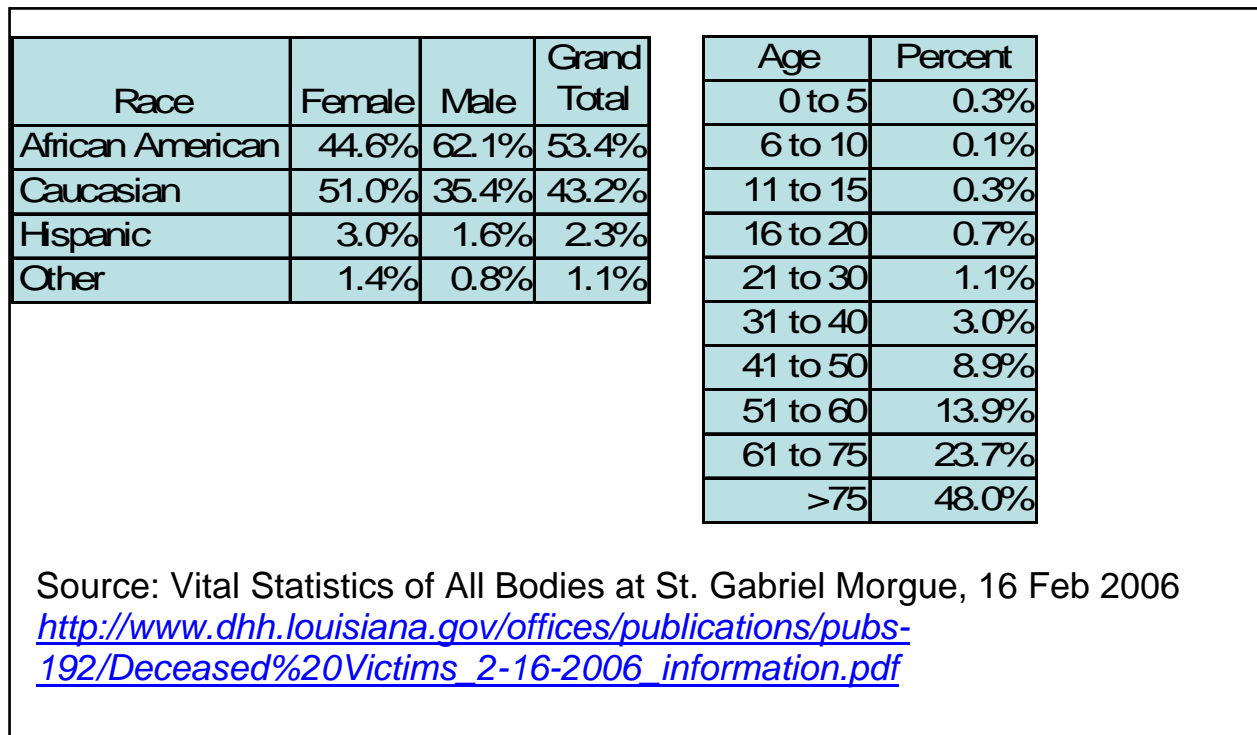 Race Female Male Grand Total
African American 44.6% 62.1% 53.4%
Caucasian 51.0% 35.4% 43.2%
Hispanic 3.0% 1.6% 2.3%
Other 1.4% 0.8% 1.1%
Age Percent
0 to 5 0.3%
6 to 10 0.1%
11 to 15 0.3%
16 to 20 0.7%
21 to 30 1.1%
31 to 40 3.0%
41 to 50 8.9%
51 to 60 13.9%
61 to 75 23.7%
>75 48.0%
Source: Vital Statistics of All Bodies at St. Gabriel Morgue, 16 Feb 2006
http://www.dhh.louisiana.gov/offices/publications/pubs-
192/Deceased%20Victims_2-16-2006_information.pdf